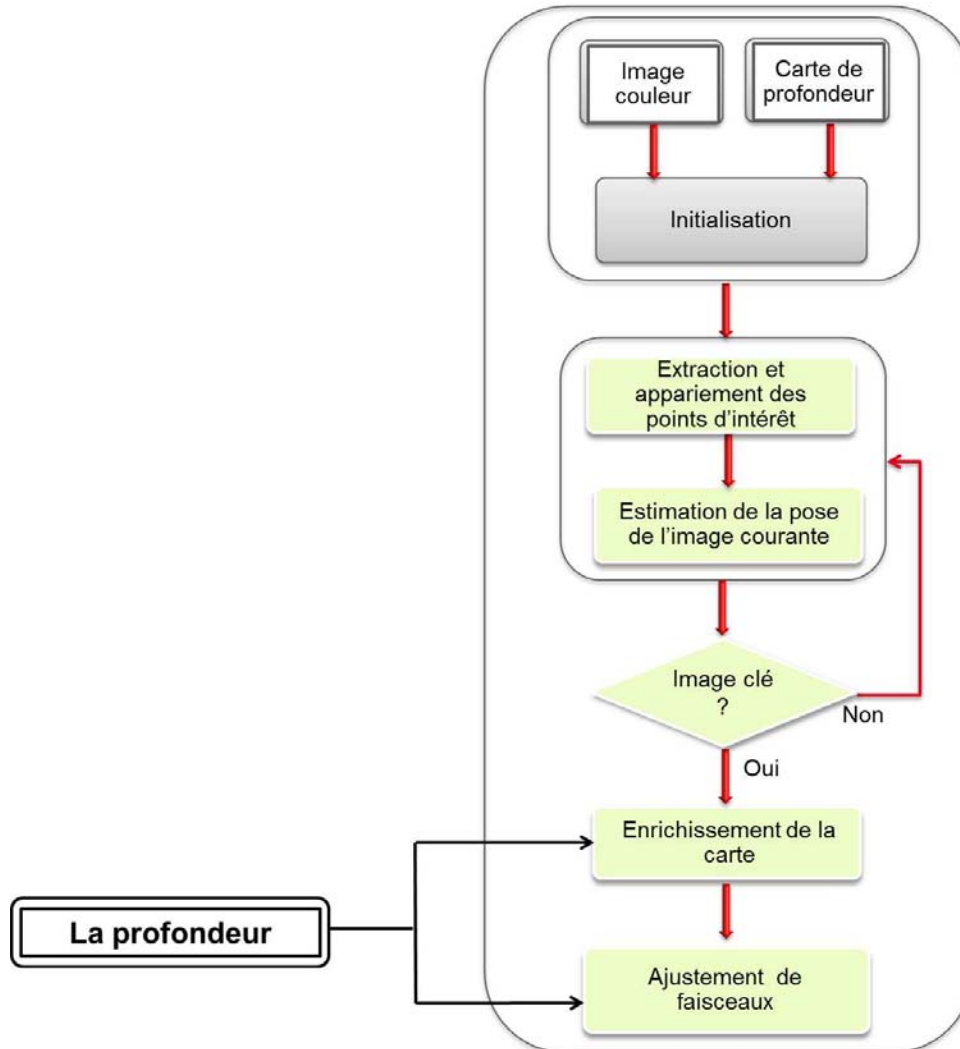 Image
couleur
Carte de
profondeur
Initialisation
Extraction et
appariement des
points d'intérêt
Estimation de la pose
de l'image courante
Image clé
?
Non
Oui
Enrichissement de la
carte
La profondeur
Ajustement de
faisceaux